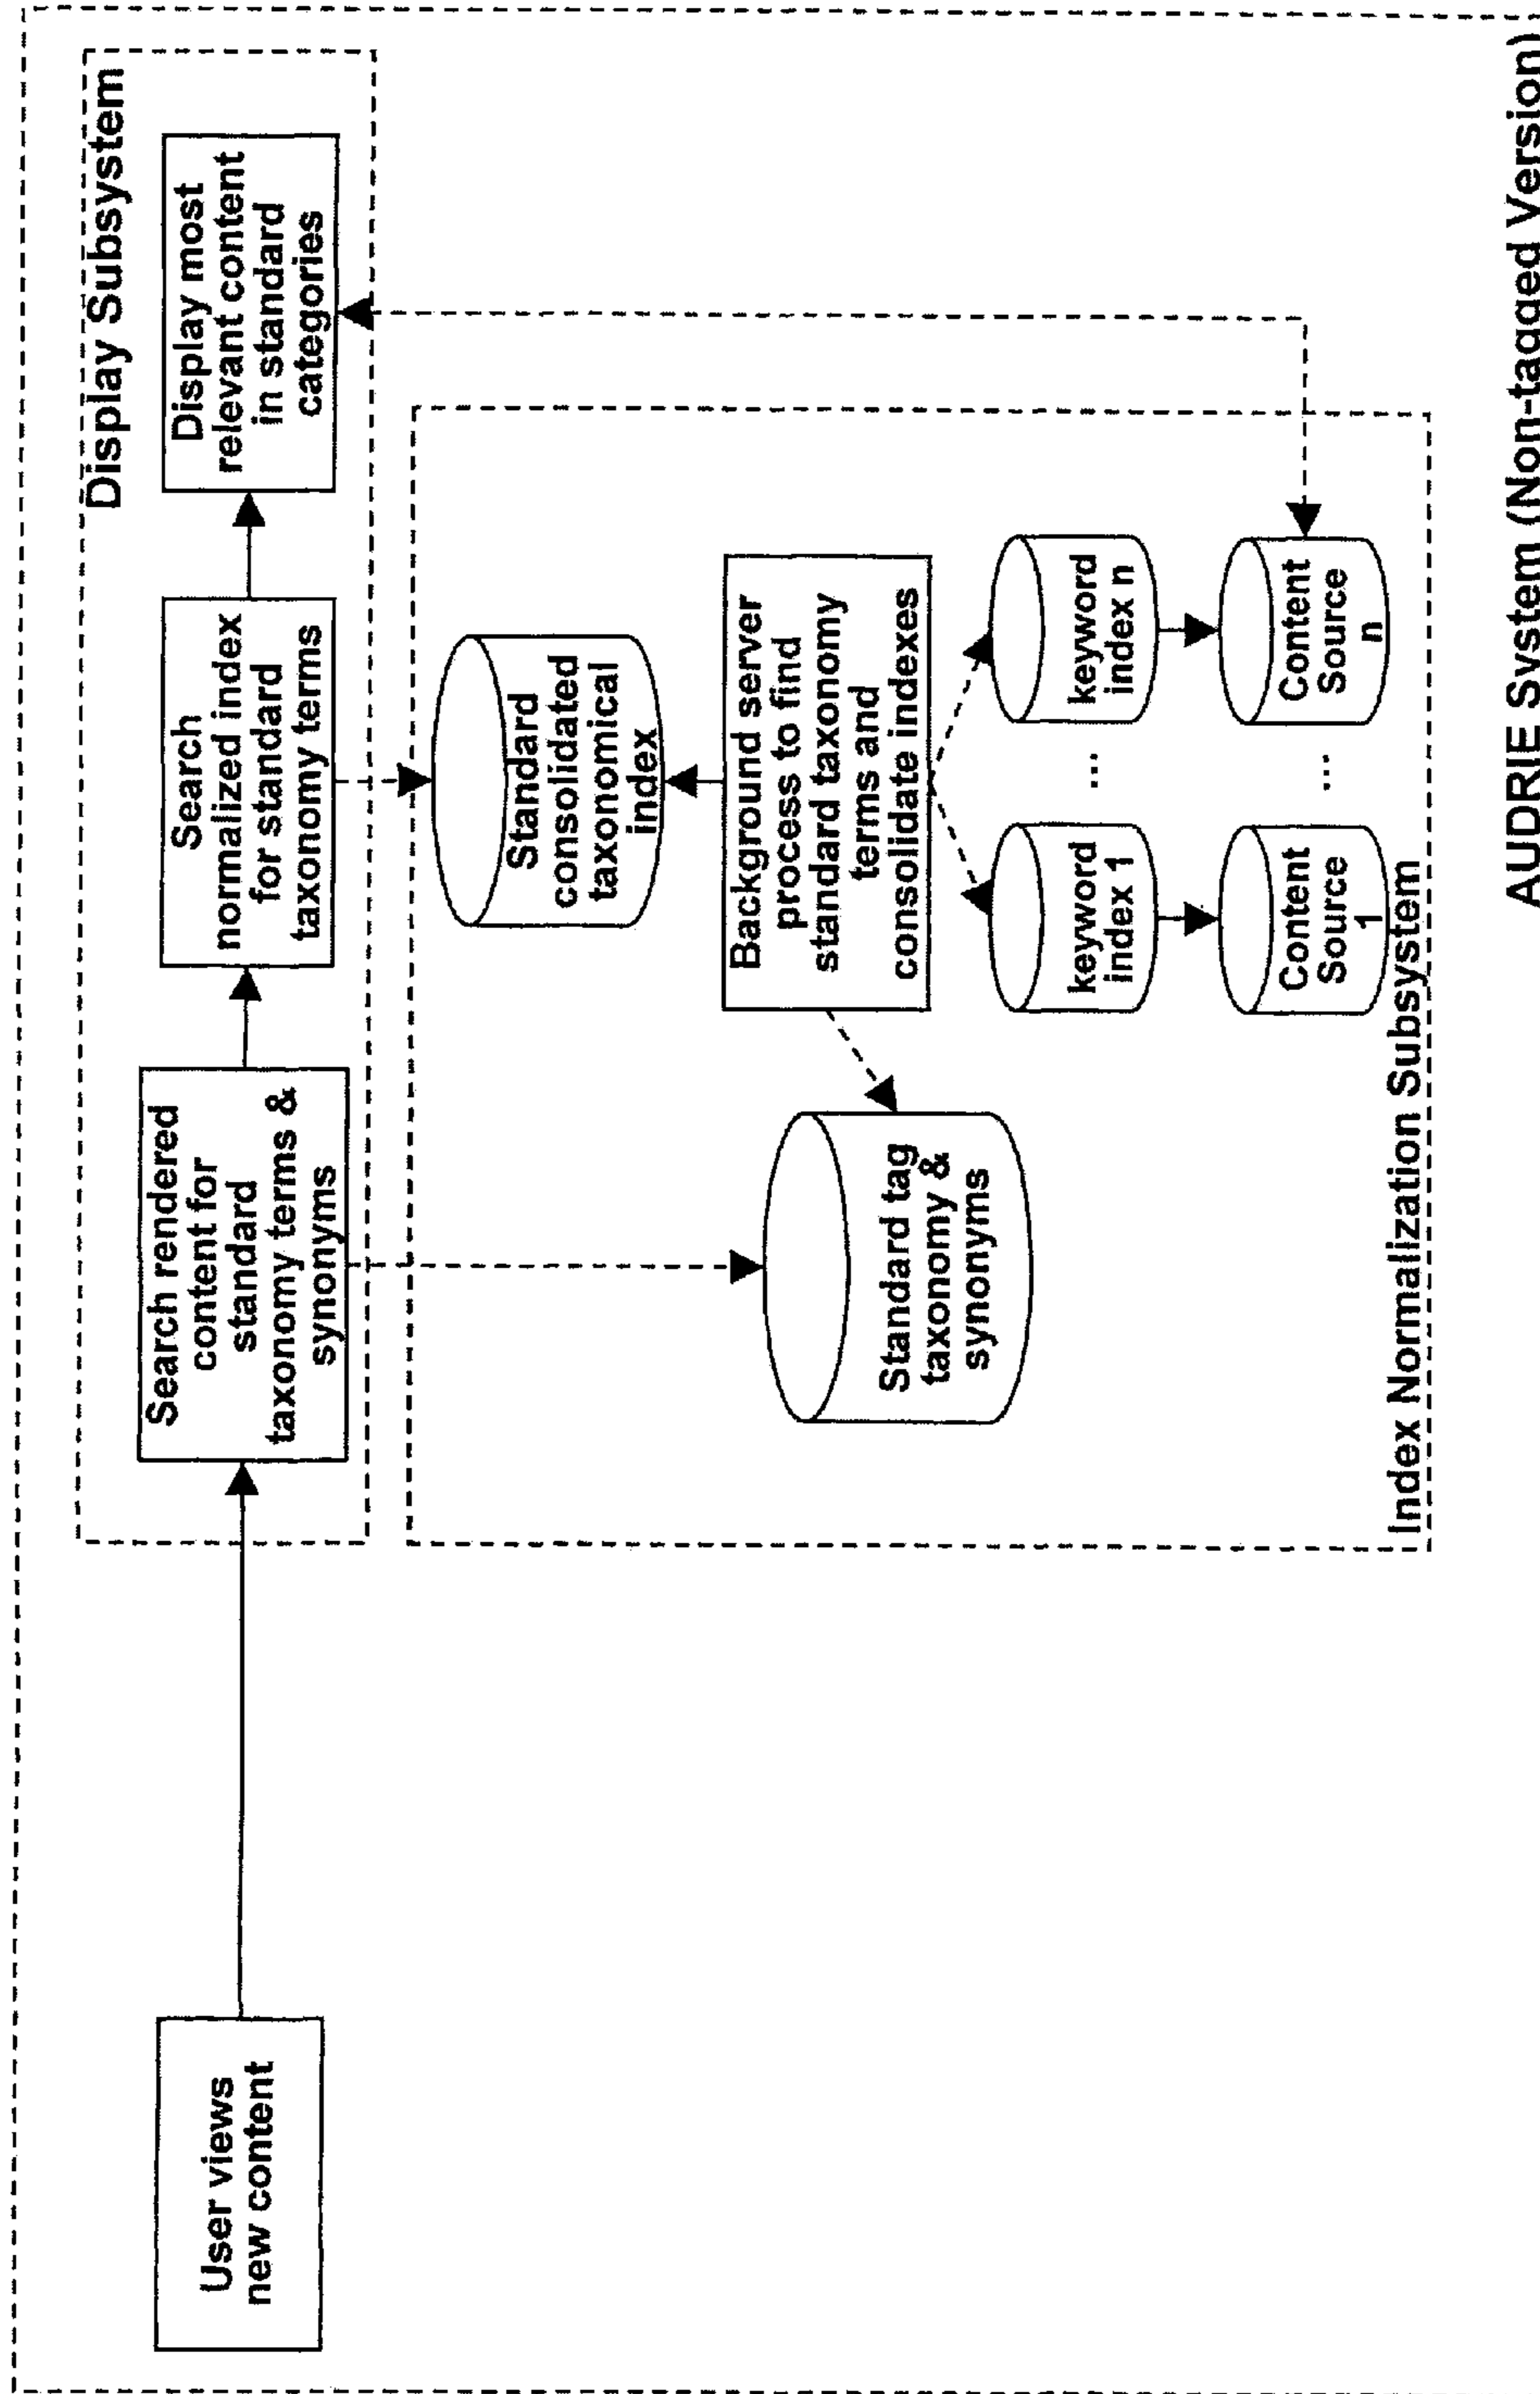 Display Subsystem
User views
new content
Search rendered
content for
standard
taxonomy terms &
synonyms
Search
normalized index
for standard
taxonomy terms
Display most
relevant content
in standard
categories
Standard
consolidated
taxonomical
index
Standard tag
taxonomy &
synonyms
Background server
process to find
standard taxonomy
terms and
consolidate indexes
keyword
index 1
...
keyword
index n
Content
Source
1
...
Content
Source
n
Index Normalization Subsystem
AUDRIE System (Non-tagged Version)